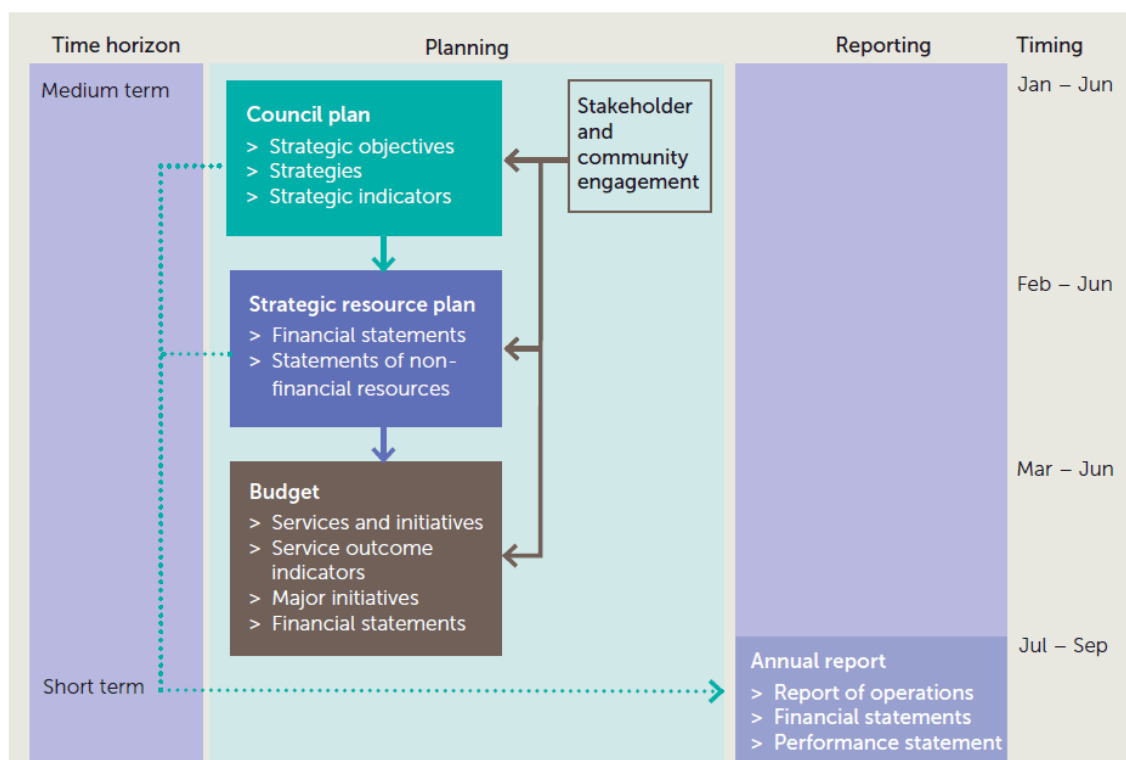 Time horizon
Planning
Reporting
Timing
Medium term
Council plan
> Strategic objectives
> Strategies
> Strategic indicators
Stakeholder
and
community
engagement
Jan – Jun
Strategic resource plan
> Financial statements
> Statements of non-
financial resources
Feb – Jun
Budget
> Services and initiatives
> Service outcome
indicators
> Major initiatives
> Financial statements
Mar – Jun
Short term
Annual report
> Report of operations
> Financial statements
> Performance statement
Jul – Sep